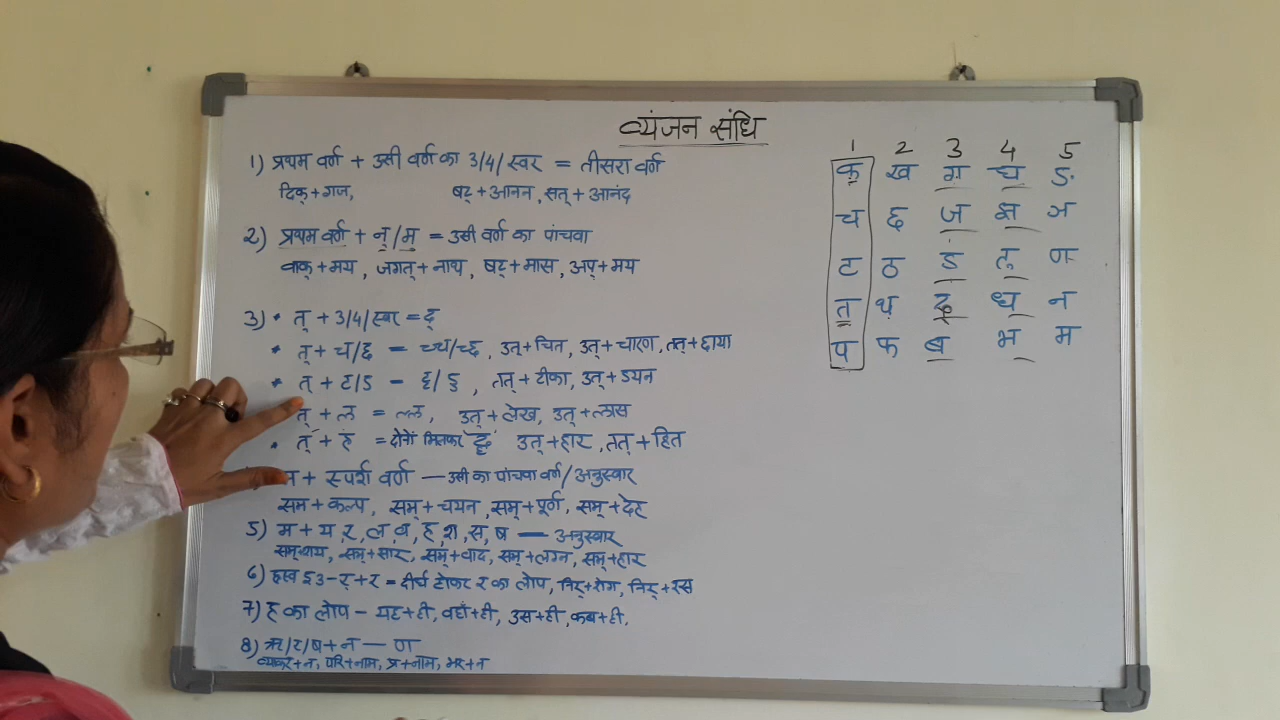 व्यंजन संधि
1) प्रथम वर्ण + उसी वर्ण का 3/4/स्वर = तीसरा वर्ण
दिक् + गज, षट् + आनन, सत् + आनंद
2) प्रथम वर्ण + न्/म् = उसी वर्ण का पांचवा
वाक् + मय, जगत् + नाथ, षट् + मास, अप् + मय
3) • त् + 3/4/स्वर = द्
• त् + च/छ = च्च/च्छ, उत् + चित, उत् + चारण, तत् + छाया
• त् + ट/ड - ट्ट/ड्ड, तत् + टीका, उत् + डयन
त् + ल = ल्ल, उत् + लेख, उत् + लास
• त् + ह = दोनों मिलकर द्ध उत् + हार, तत् + हित
+ स्पर्श वर्ण — उसी का पांचवा वर्ण/अनुस्वार
सम + कल्प, सम् + चयन, सम् + पूर्ण, सम् + देह
5) म + य, र, ल, व, ह, श, स, ष — अनुस्वार
सम् + सार, सम् + वाद, सम् + लग्न, सम् + हार
6) इउ - र् + र = दीर्घ होकर र का लोप, निर् + रोग, निर् + रस
7) ह का लोप - यह + ही, वहाँ + ही, उस + ही, कब + ही.
8) ऋ/र/ष + न — ण
व्याकर + न, परि + नाम, प्र + नाम, भर + न
1 2 3 4 5
क ख ग घ ङ
च छ ज झ ञ
ट ठ ड ढ ण
त थ द ध न
प फ ब भ म